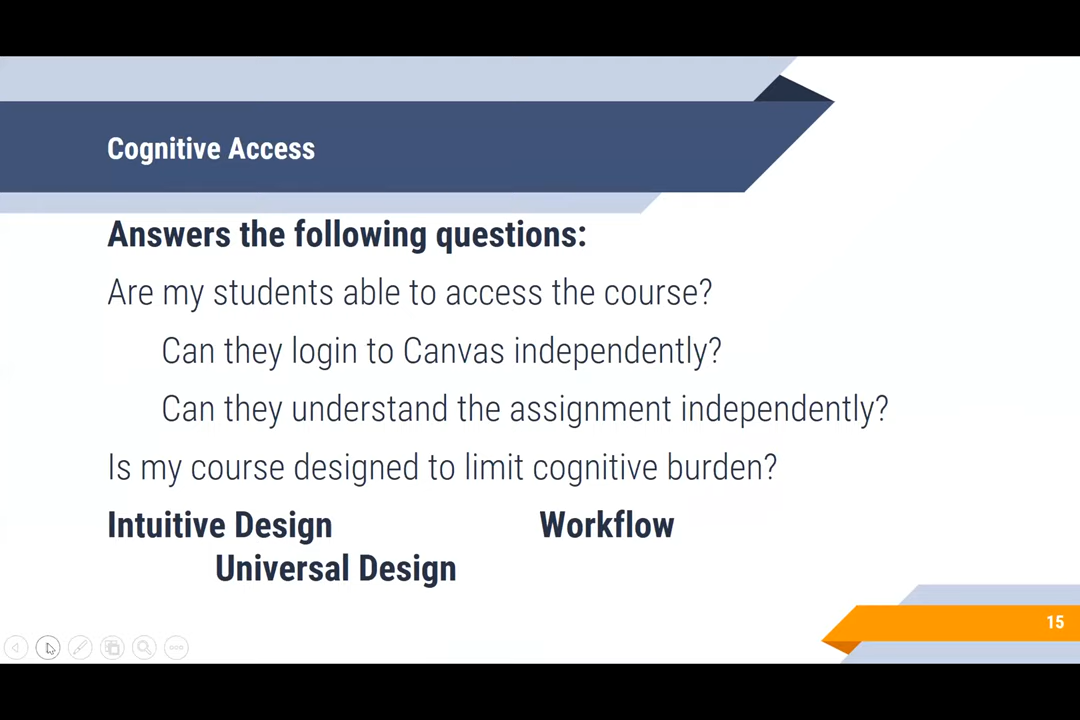 Cognitive Access
Answers the following questions:
Are my students able to access the course?
Can they login to Canvas independently?
Can they understand the assignment independently?
Is my course designed to limit cognitive burden?
Intuitive Design Workflow
Universal Design
15